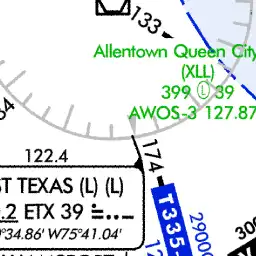 133
Allentown Queen City
(XLL)
399 Ⓛ 39
AWOS-3 127.87
122.4
174
ST TEXAS (L) (L)
.2 ETX 39
°34.86' W75°41.04'
T335
2900